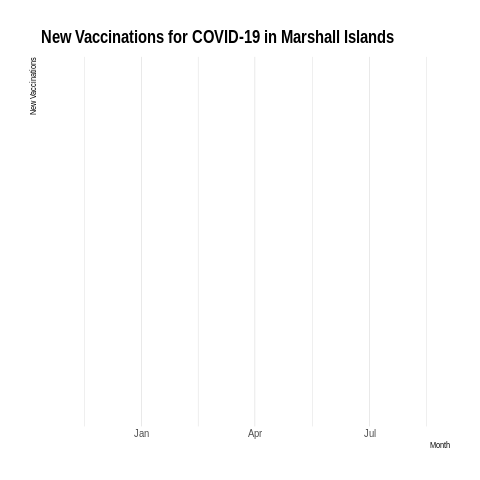 New Vaccinations for COVID-19 in Marshall Islands
New Vaccinations
Jan Apr Jul
Month